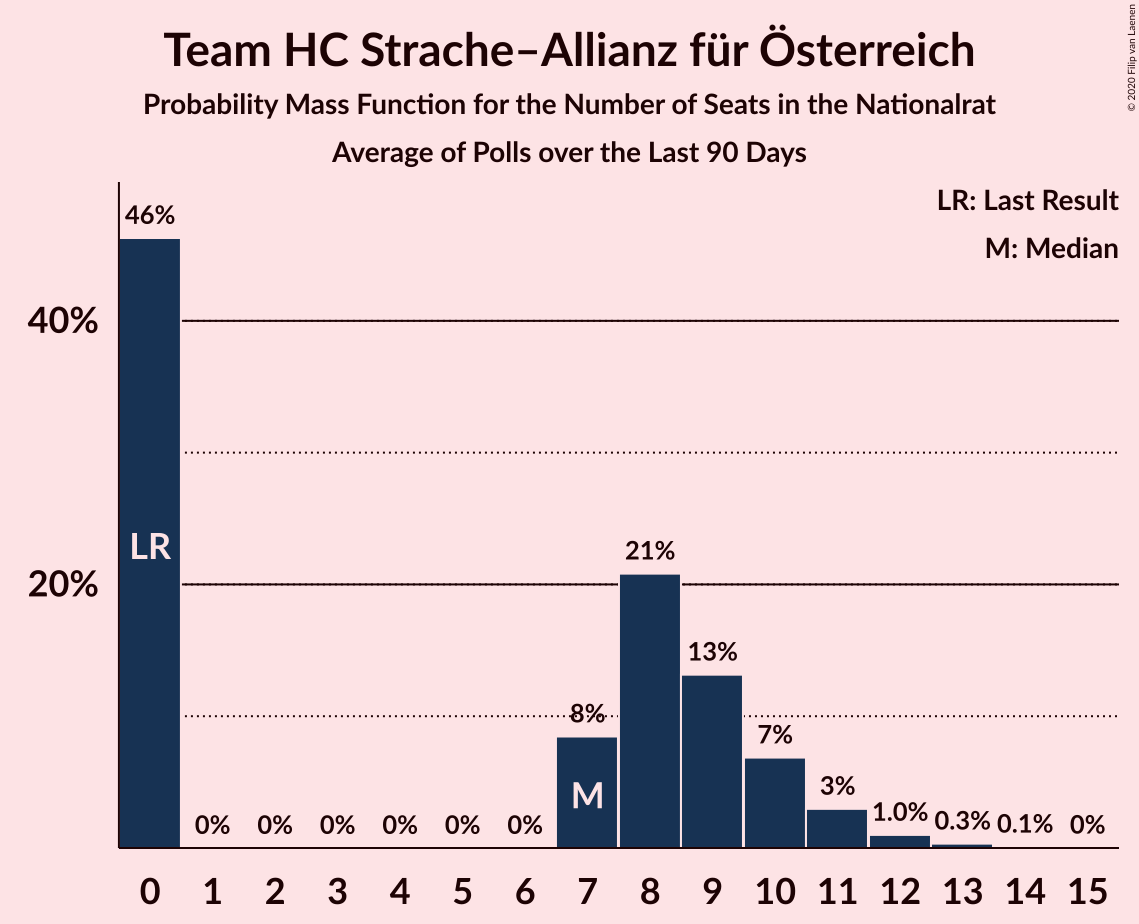 Team HC Strache–Allianz für Österreich
Probability Mass Function for the Number of Seats in the Nationalrat
Average of Polls over the Last 90 Days
© 2020 Filip van Laenen
LR: Last Result
M: Median
46%
40%
LR
21%
20%
13%
8%
7%
M
3%
0% 0% 0% 0% 0% 0% 1.0% 0.3% 0.1% 0%
0 1 2 3 4 5 6 7 8 9 10 11 12 13 14 15